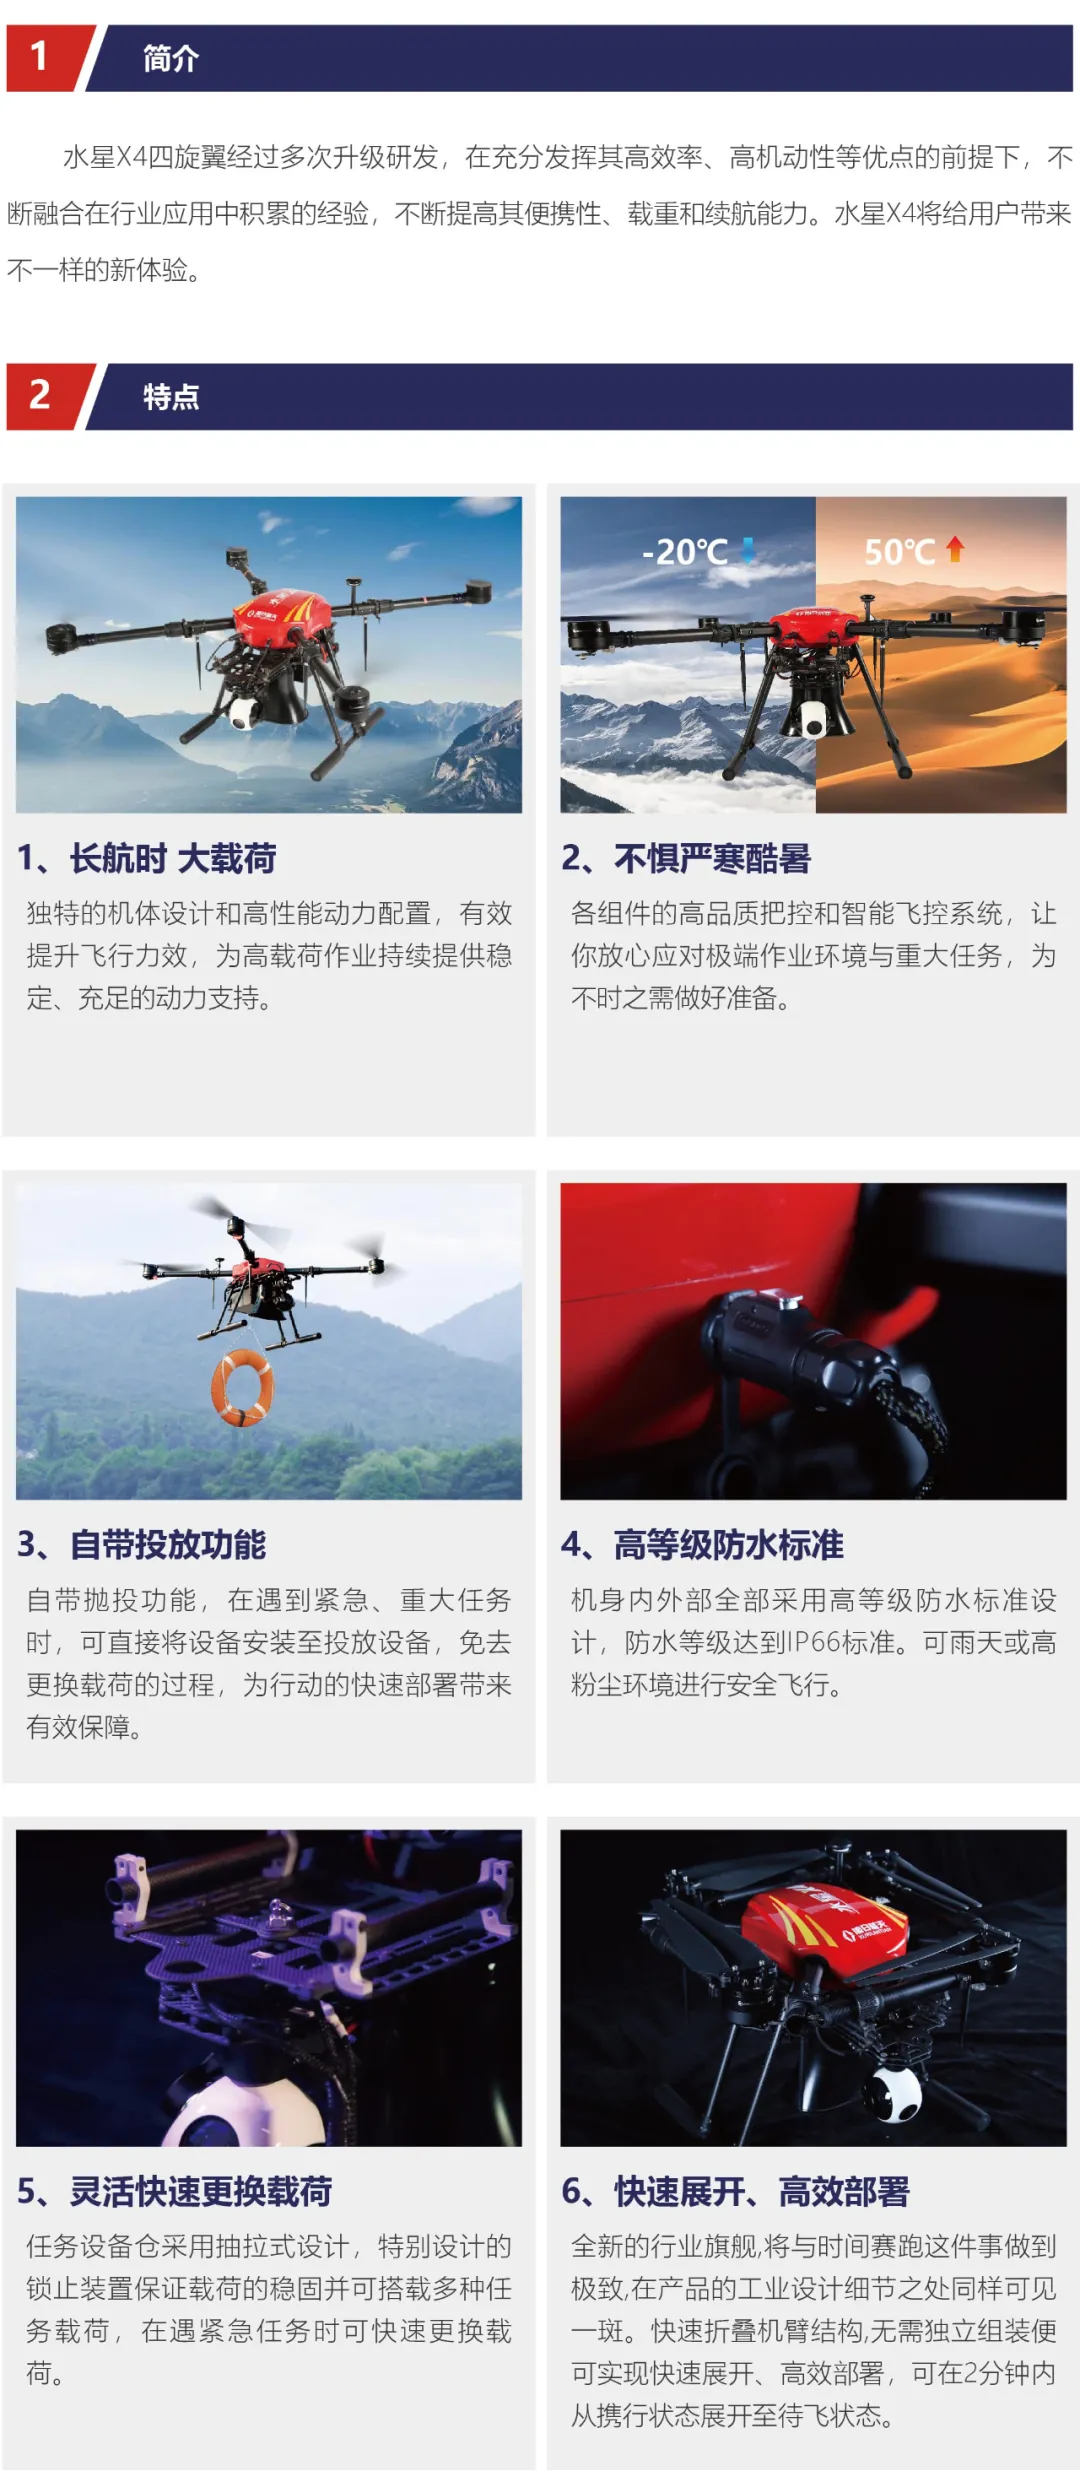 1
简介
水星X4四旋翼经过多次升级研发，在充分发挥其高效率、高机动性等优点的前提下，不
断融合在行业应用中积累的经验，不断提高其便携性、载重和续航能力。水星X4将给用户带来
不一样的新体验。
2
特点
-20℃
50℃
1、长航时 大载荷
独特的机体设计和高性能动力配置，有效
提升飞行力效，为高载荷作业持续提供稳
定、充足的动力支持。
2、不惧严寒酷暑
各组件的高品质把控和智能飞控系统，让
你放心应对极端作业环境与重大任务，为
不时之需做好准备。
3、自带投放功能
自带抛投功能，在遇到紧急、重大任务
时，可直接将设备安装至投放设备，免去
更换载荷的过程，为行动的快速部署带来
有效保障。
4、高等级防水标准
机身内外部全部采用高等级防水标准设
计，防水等级达到IP66标准。可雨天或高
粉尘环境进行安全飞行。
5、灵活快速更换载荷
任务设备仓采用抽拉式设计，特别设计的
锁止装置保证载荷的稳固并可搭载多种任
务载荷，在遇紧急任务时可快速更换载
荷。
6、快速展开、高效部署
全新的行业旗舰,将与时间赛跑这件事做到
极致,在产品的工业设计细节之处同样可见
一斑。快速折叠机臂结构,无需独立组装便
可实现快速展开、高效部署，可在2分钟内
从携行状态展开至待飞状态。